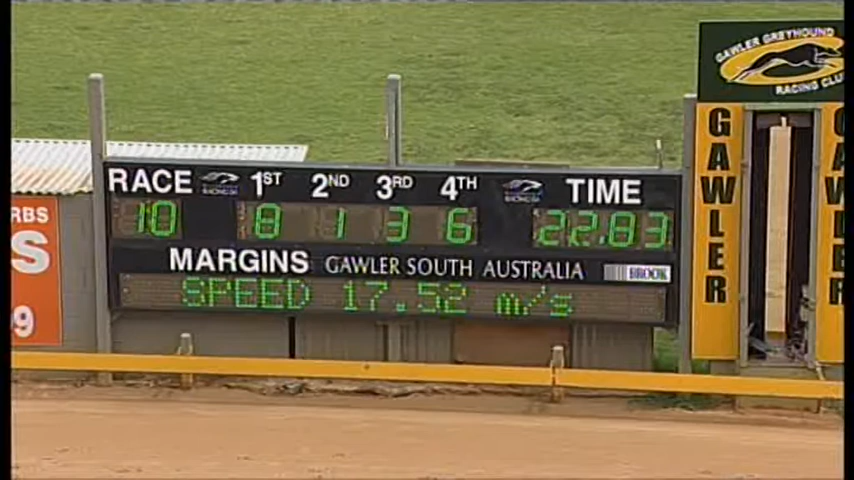 GAWLER GREYHOUND
RACING CLUB
RACE 1ST 2ND 3RD 4TH TIME
10 8 1 3 6 22.83
MARGINS GAWLER SOUTH AUSTRALIA BROOK
SPEED 17.52 m/s
GAWLER
GAWLER
RBS
S
9